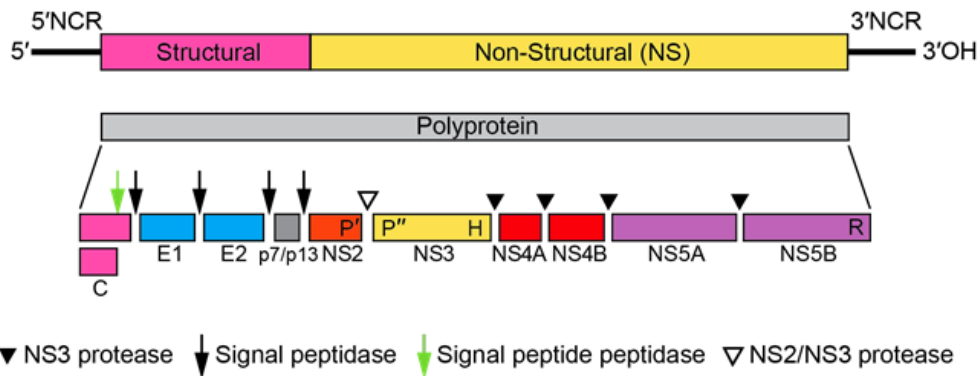 5′NCR 3′NCR
5′ Structural Non-Structural (NS) 3′OH
Polyprotein
P′ P″ H R
E1 E2 p7/p13 NS2 NS3 NS4A NS4B NS5A NS5B
C
NS3 protease Signal peptidase Signal peptide peptidase NS2/NS3 protease